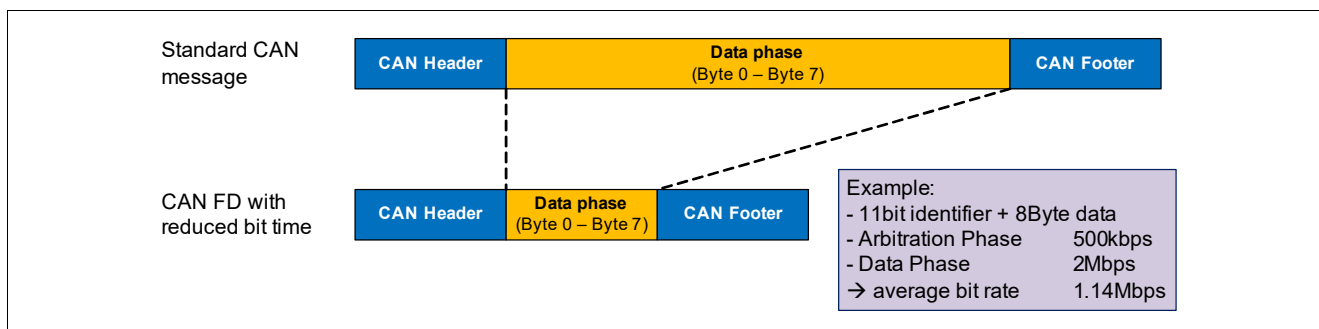 Standard CAN
message
CAN Header
Data phase
(Byte 0 – Byte 7)
CAN Footer
CAN FD with
reduced bit time
CAN Header
Data phase
(Byte 0 – Byte 7)
CAN Footer
Example:
- 11bit identifier + 8Byte data
- Arbitration Phase 500kbps
- Data Phase 2Mbps
→ average bit rate 1.14Mbps